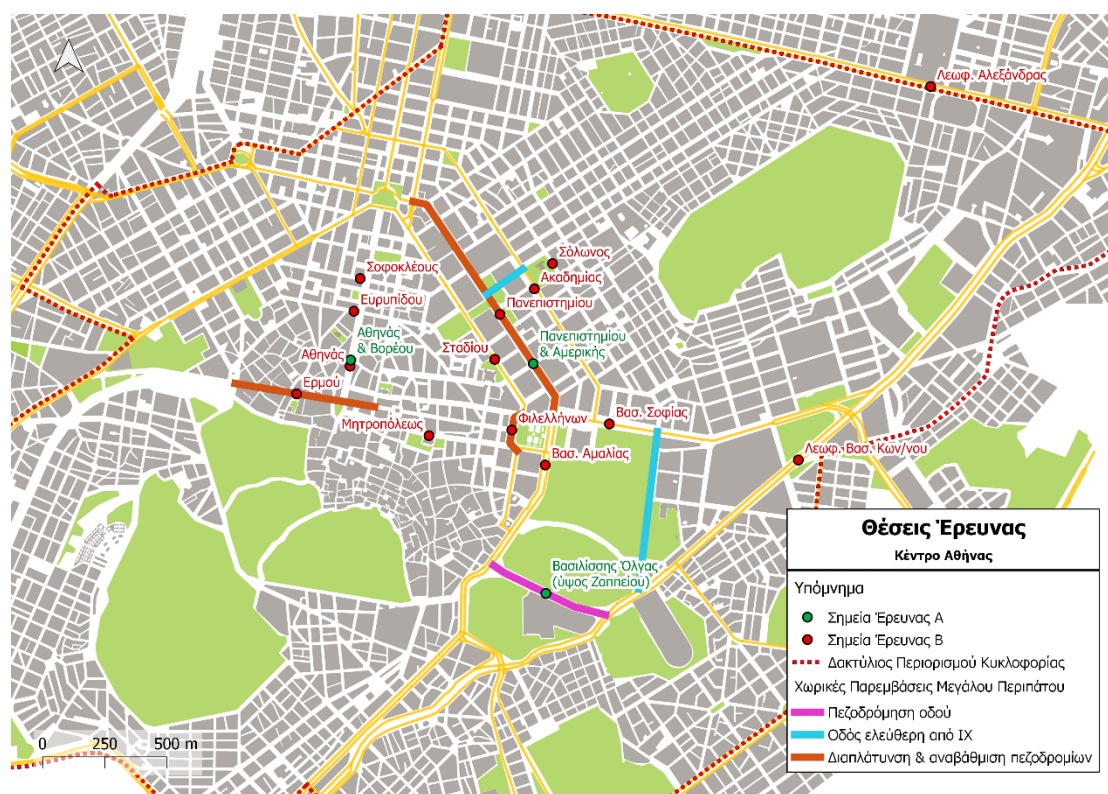 Λεωφ. Αλεξάνδρας
Σόλωνος
Σοφοκλέους
Ακαδημίας
Ευρυπίδου
Πανεπιστημίου
Αθηνάς
& Βορέου
Πανεπιστημίου
& Αμερικής
Σταδίου
Αθηνάς
Ερμού
Βασ. Σοφίας
Μητροπόλεως
Φιλελλήνων
Βασ. Αμαλίας
Λεωφ. Βασ. Κων/νου
Βασιλίσσης Όλγας
(ύψος Ζαππείου)
Θέσεις Έρευνας
Κέντρο Αθήνας
Υπόμνημα
Σημεία Έρευνας Α
Σημεία Έρευνας Β
Δακτύλιος Περιορισμού Κυκλοφορίας
Χωρικές Παρεμβάσεις Μεγάλου Περιπάτου
Πεζοδρόμηση οδού
Οδός ελεύθερη από ΙΧ
Διαπλάτυνση & αναβάθμιση πεζοδρομίων
0 250 500 m